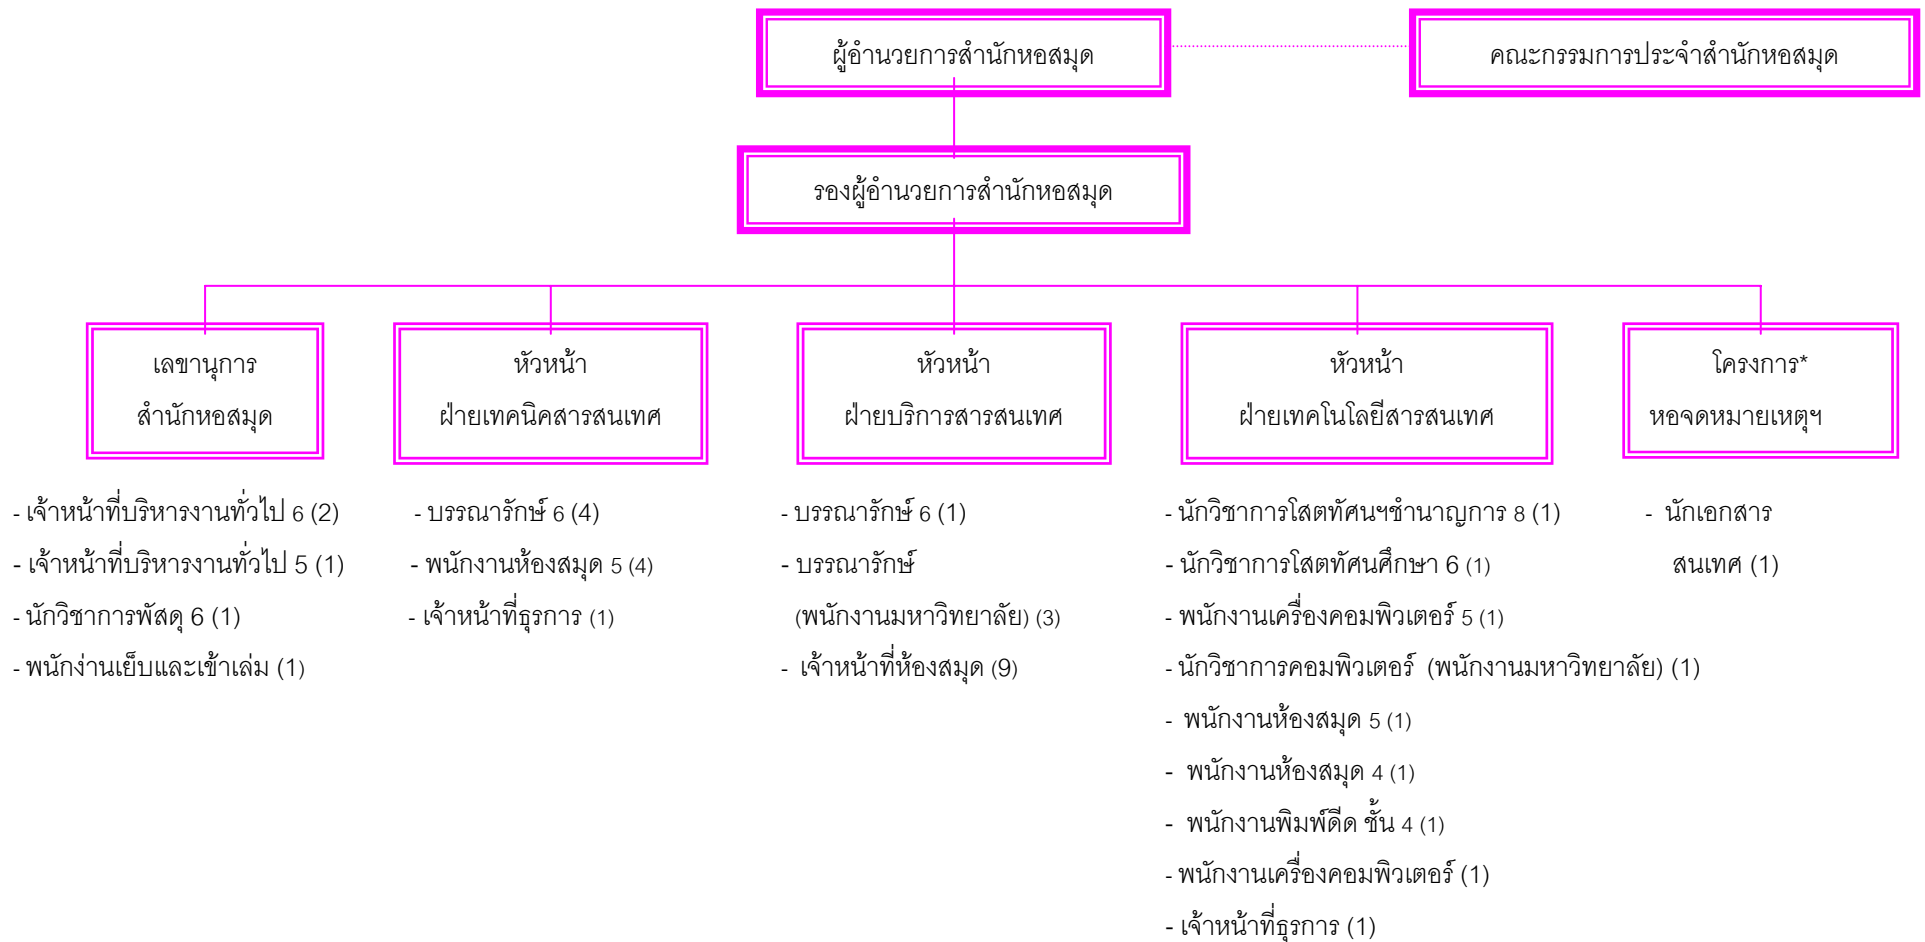 ผู้อำนวยการสำนักหอสมุด
คณะกรรมการประจำสำนักหอสมุด
รองผู้อำนวยการสำนักหอสมุด
เลขานุการ
สำนักหอสมุด
หัวหน้า
ฝ่ายเทคนิคสารสนเทศ
หัวหน้า
ฝ่ายบริการสารสนเทศ
หัวหน้า
ฝ่ายเทคโนโลยีสารสนเทศ
โครงการ*
หอจดหมายเหตุฯ
- เจ้าหน้าที่บริหารงานทั่วไป 6 (2)
- เจ้าหน้าที่บริหารงานทั่วไป 5 (1)
- นักวิชาการพัสดุ 6 (1)
- พนักง่านเย็บและเข้าเล่ม (1)
- บรรณารักษ์ 6 (4)
- พนักงานห้องสมุด 5 (4)
- เจ้าหน้าที่ธุรการ (1)
- บรรณารักษ์ 6 (1)
- บรรณารักษ์
(พนักงานมหาวิทยาลัย) (3)
- เจ้าหน้าที่ห้องสมุด (9)
- นักวิชาการโสตทัศนฯชำนาญการ 8 (1)
- นักวิชาการโสตทัศนศึกษา 6 (1)
- พนักงานเครื่องคอมพิวเตอร์ 5 (1)
- นักวิชาการคอมพิวเตอร์ (พนักงานมหาวิทยาลัย) (1)
- พนักงานห้องสมุด 5 (1)
- พนักงานห้องสมุด 4 (1)
- พนักงานพิมพ์ดีด ชั้น 4 (1)
- พนักงานเครื่องคอมพิวเตอร์ (1)
- เจ้าหน้าที่ธุรการ (1)
- นักเอกสาร
สนเทศ (1)